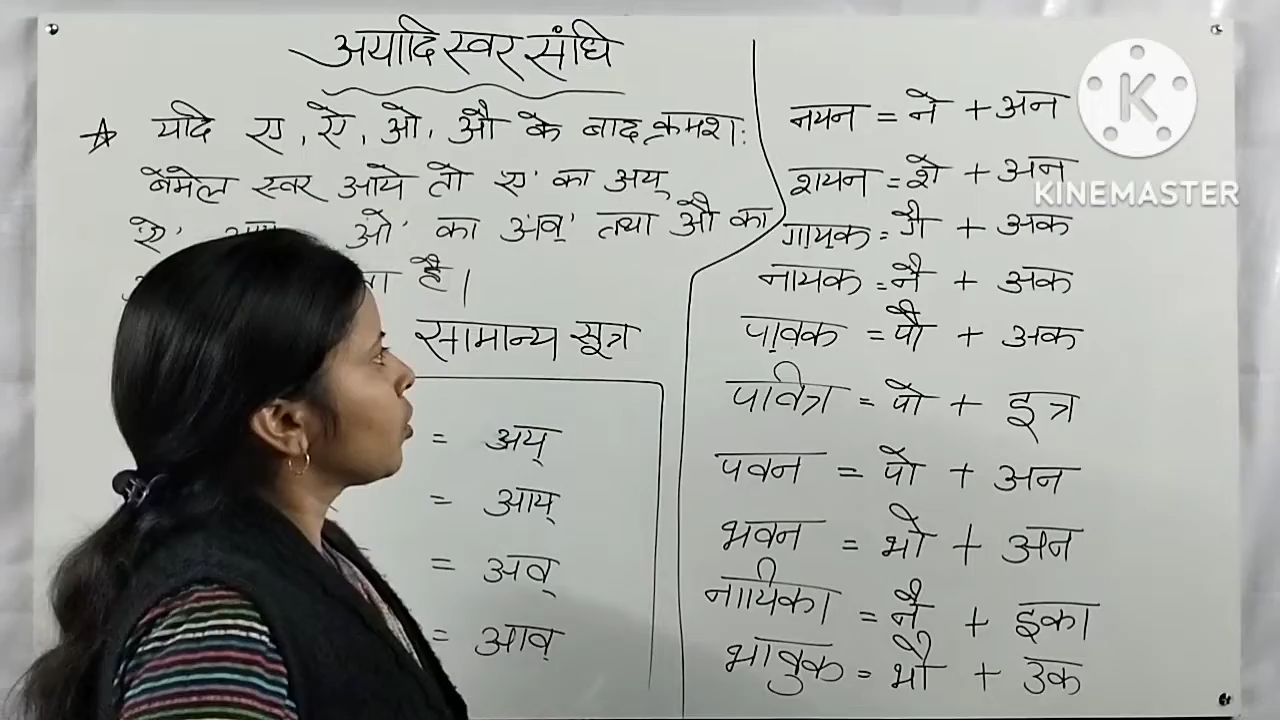 अयादि स्वर संधि
यदि ए, ऐ, ओ, औ के बाद क्रमशः
बेमेल स्वर आये तो 'ए' का अय्
'ऐ' ओ' का 'अव्' तथा औ का
है।
सामान्य सूत्र
= अय्
= आय्
= अव्
= आव्
नयन = ने + अन
शयन = शे + अन
गायक = गै + अक
नायक = नै + अक
पावक = पौ + अक
पवित्र = पो + इत्र
पवन = पो + अन
भवन = भो + अन
नायिका = नै + इका
भावुक = भौ + उक
K
KINEMASTER